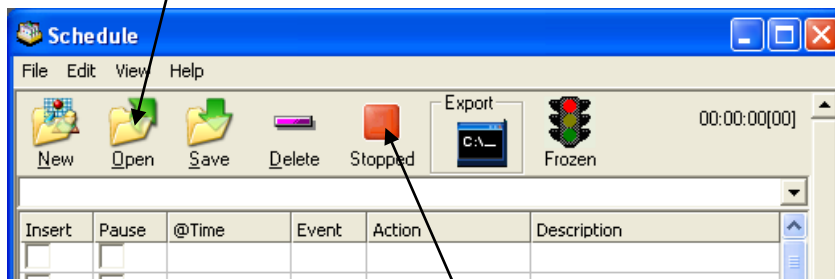 Schedule
File Edit View Help
Export
00:00:00[00]
C:\_
New Open Save Delete Stopped Frozen
Insert Pause @Time Event Action Description